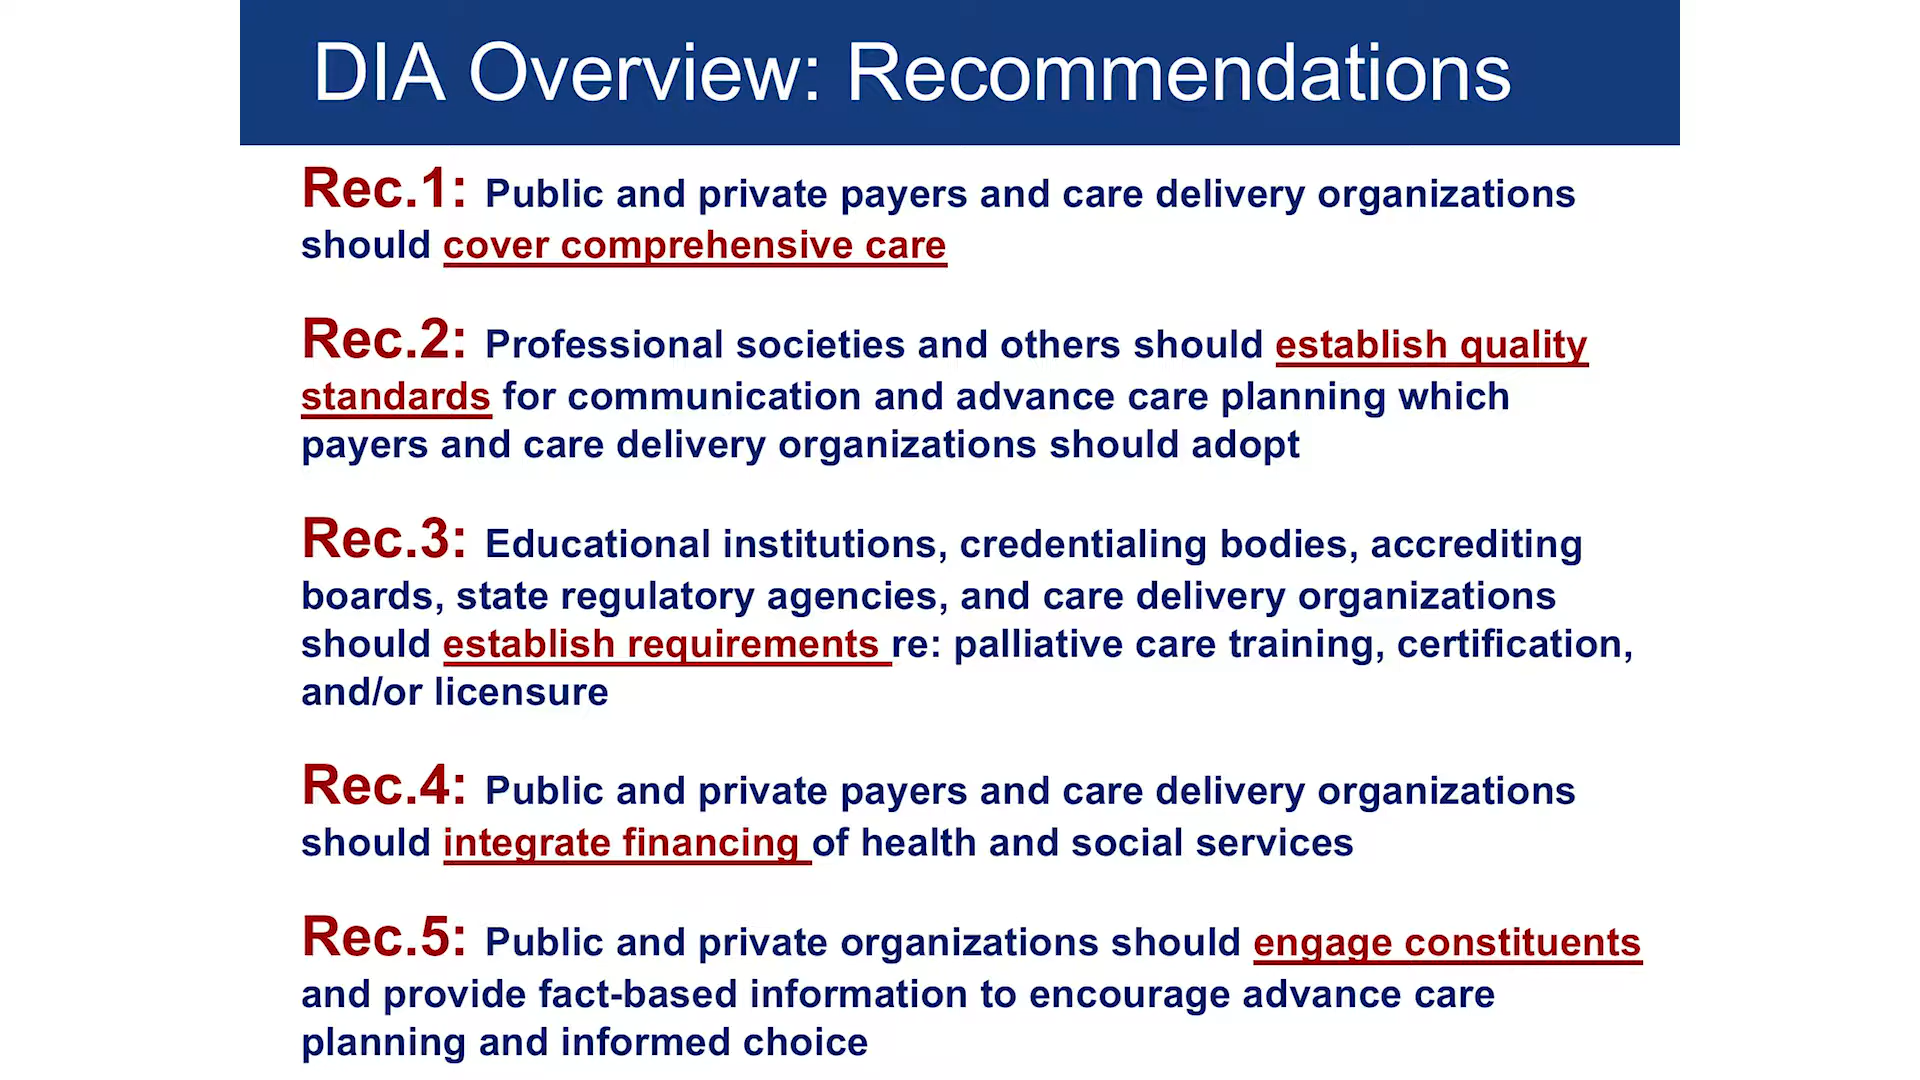 DIA Overview: Recommendations
Rec.1: Public and private payers and care delivery organizations
should cover comprehensive care
Rec.2: Professional societies and others should establish quality
standards for communication and advance care planning which
payers and care delivery organizations should adopt
Rec.3: Educational institutions, credentialing bodies, accrediting
boards, state regulatory agencies, and care delivery organizations
should establish requirements re: palliative care training, certification,
and/or licensure
Rec.4: Public and private payers and care delivery organizations
should integrate financing of health and social services
Rec.5: Public and private organizations should engage constituents
and provide fact-based information to encourage advance care
planning and informed choice